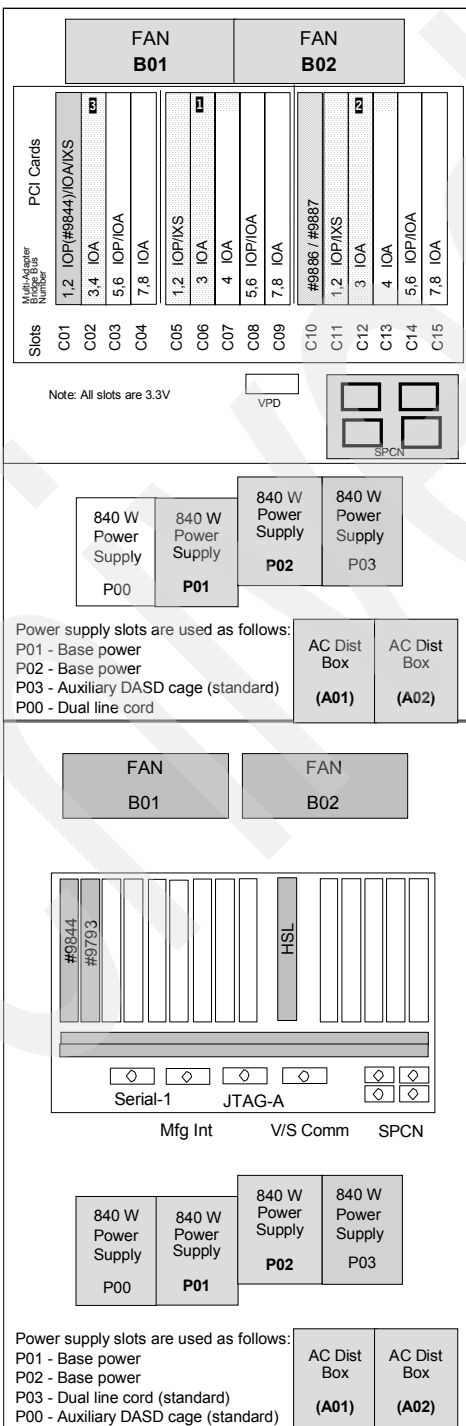 FAN
B01
FAN
B02
PCI Cards
Multi-Adapter
Bridge Bus
Number
Slots
C01 1,2 IOP(#9844)/IOA/IXS
C02 3,4 IOA 3
C03 5,6 IOP/IOA
C04 7,8 IOA
C05 1,2 IOP/IXS
C06 3 IOA 1
C07 4 IOA
C08 5,6 IOP/IOA
C09 7,8 IOA
C10 #9886 / #9887
C11 1,2 IOP/IXS
C12 3 IOA 2
C13 4 IOA
C14 5,6 IOP/IOA
C15 7,8 IOA
Note: All slots are 3.3V
VPD
SPCN
840 W
Power
Supply
P00
840 W
Power
Supply
P01
840 W
Power
Supply
P02
840 W
Power
Supply
P03
Power supply slots are used as follows:
P01 - Base power
P02 - Base power
P03 - Auxiliary DASD cage (standard)
P00 - Dual line cord
AC Dist
Box
(A01)
AC Dist
Box
(A02)
FAN
B01
FAN
B02
#9844
#9793
HSL
Serial-1
JTAG-A
Mfg Int
V/S Comm
SPCN
840 W
Power
Supply
P00
840 W
Power
Supply
P01
840 W
Power
Supply
P02
840 W
Power
Supply
P03
Power supply slots are used as follows:
P01 - Base power
P02 - Base power
P03 - Dual line cord (standard)
P00 - Auxiliary DASD cage (standard)
AC Dist
Box
(A01)
AC Dist
Box
(A02)